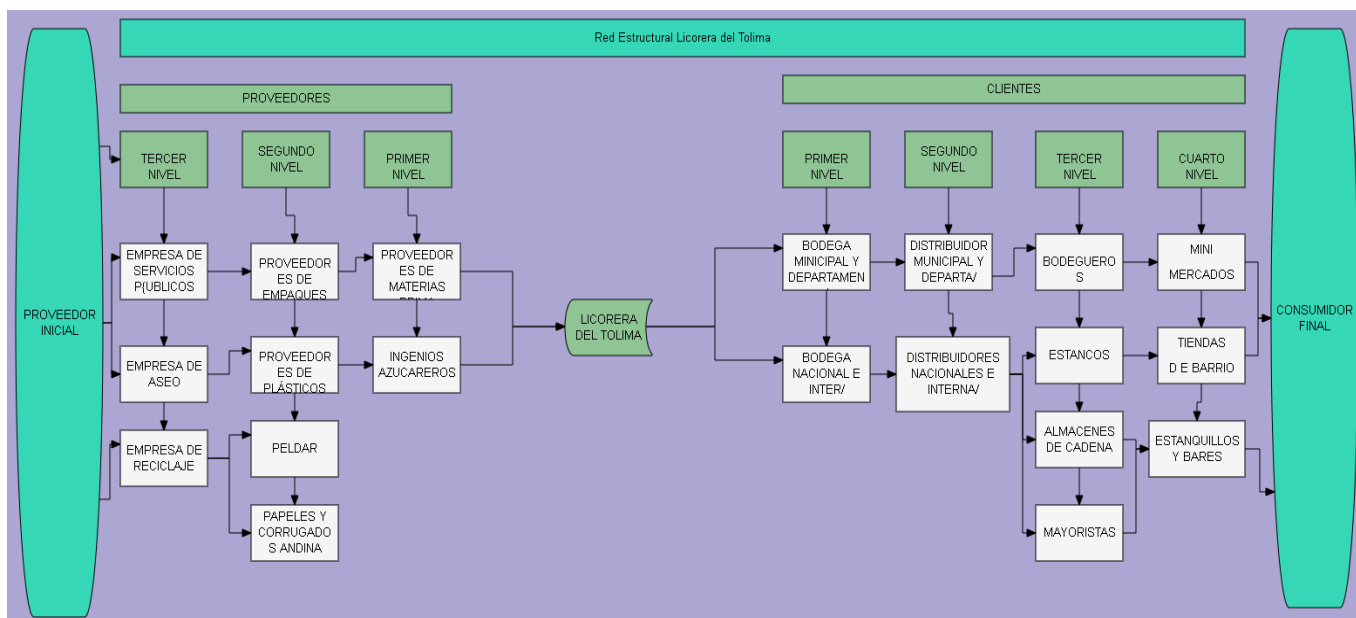 Red Estructural Licorera del Tolima
PROVEEDORES
CLIENTES
TERCER
NIVEL
SEGUNDO
NIVEL
PRIMER
NIVEL
PRIMER
NIVEL
SEGUNDO
NIVEL
TERCER
NIVEL
CUARTO
NIVEL
PROVEEDOR
INICIAL
EMPRESA DE
SERVICIOS
P{UBLICOS
PROVEEDOR
ES DE
EMPAQUES
PROVEEDOR
ES DE
MATERIAS
EMPRESA DE
ASEO
PROVEEDOR
ES DE
PLÁSTICOS
INGENIOS
AZUCAREROS
EMPRESA DE
RECICLAJE
PELDAR
PAPELES Y
CORRUGADO
S ANDINA
LICORERA
DEL TOLIMA
BODEGA
MINICIPAL Y
DEPARTAMEN
DISTRIBUIDOR
MUNICIPAL Y
DEPARTA/
BODEGUERO
S
MINI
MERCADOS
BODEGA
NACIONAL E
INTER/
DISTRIBUIDORES
NACIONALES E
INTERNA/
ESTANCOS
TIENDAS
D E BARRIO
ALMACENES
DE CADENA
ESTANQUILLOS
Y BARES
MAYORISTAS
CONSUMIDOR
FINAL